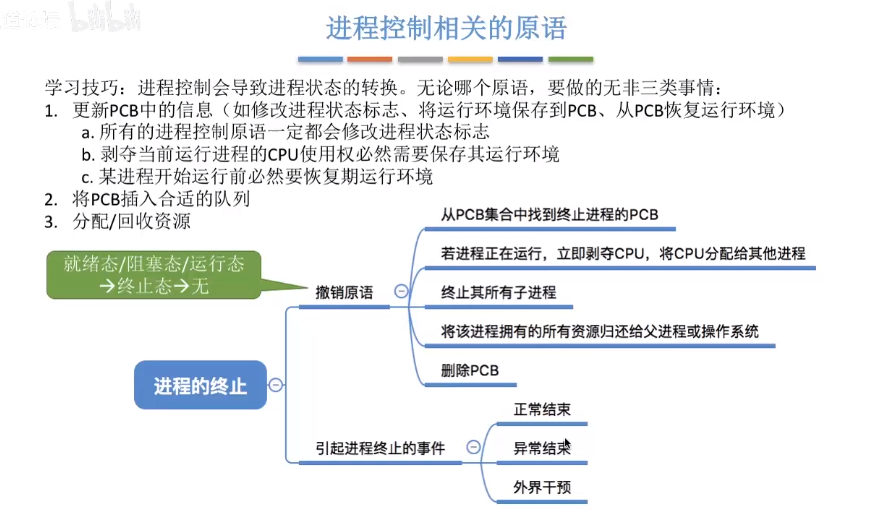 bilibili
进程控制相关的原语
学习技巧：进程控制会导致进程状态的转换。无论哪个原语，要做的无非三类事情：
1. 更新PCB中的信息（如修改进程状态标志、将运行环境保存到PCB、从PCB恢复运行环境）
a. 所有的进程控制原语一定都会修改进程状态标志
b. 剥夺当前运行进程的CPU使用权必然需要保存其运行环境
c. 某进程开始运行前必然要恢复期运行环境
2. 将PCB插入合适的队列
3. 分配/回收资源
就绪态/阻塞态/运行态
→终止态→无
进程的终止
撤销原语
从PCB集合中找到终止进程的PCB
若进程正在运行，立即剥夺CPU，将CPU分配给其他进程
终止其所有子进程
将该进程拥有的所有资源归还给父进程或操作系统
删除PCB
引起进程终止的事件
正常结束
异常结束
外界干预